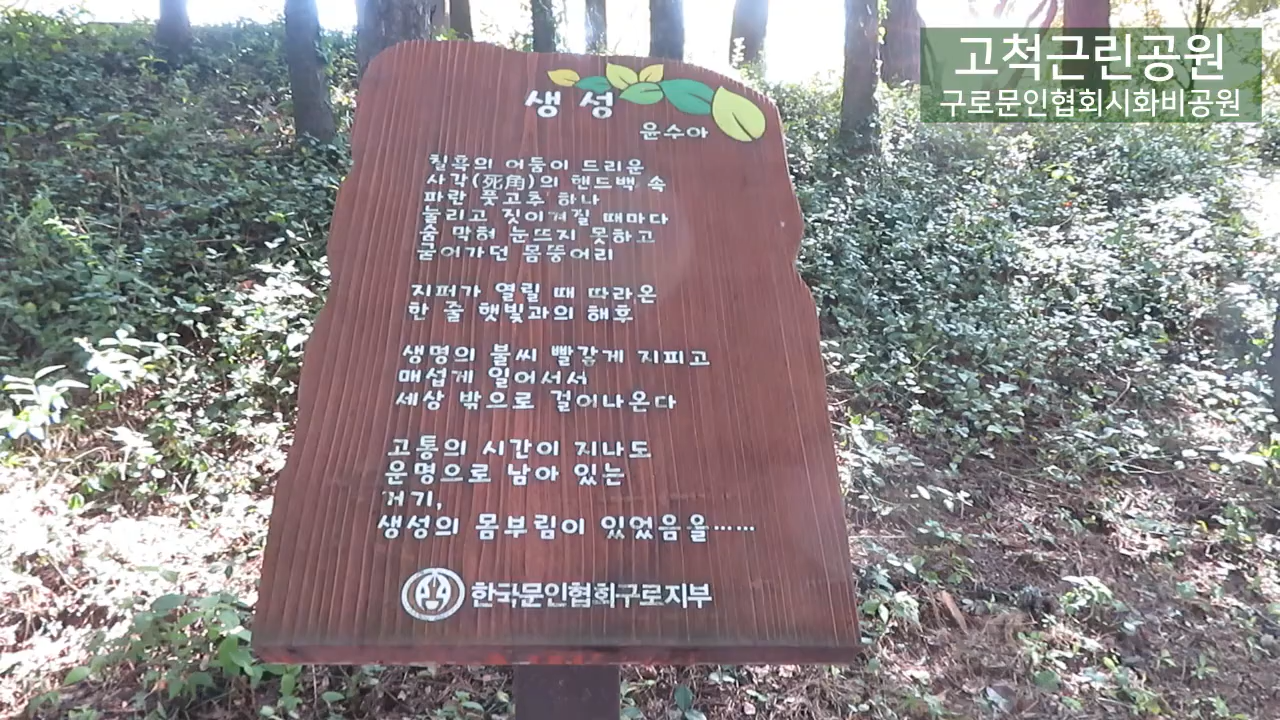 고척근린공원
구로문인협회시화비공원
생 성
윤수아
칠흑의 어둠이 드리운
사각(死角)의 핸드백 속
파란 풋고추 하나
눌리고 짓이겨질 때마다
숨 막혀 눈뜨지 못하고
굳어가던 몸뚱어리
지퍼가 열릴 때 따라온
한 줄 햇빛과의 해후
생명의 불씨 빨갛게 지피고
매섭게 일어서서
세상 밖으로 걸어나온다
고통의 시간이 지나도
운명으로 남아 있는
거기,
생성의 몸부림이 있었음을……
한국문인협회구로지부